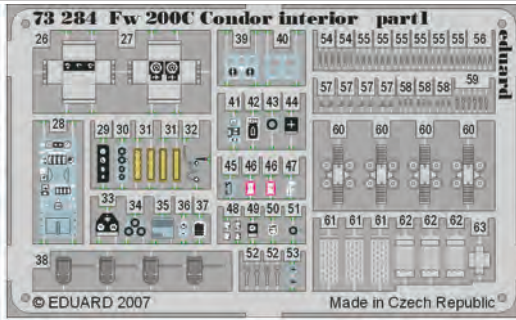 73 284 Fw 200C Condor interior part1
eduard
26 27 39 40 54 54 55 55 55 55 56
57 57 57 58 58 58 59
41 42 43 44
28 29 30 31 31 32 60 60 60 60
45 46 46 47
33 34 35 36 37 48 49 50 51
61 61 61 62 62 62 63
38 52 52 53
© EDUARD 2007 Made in Czech Republic